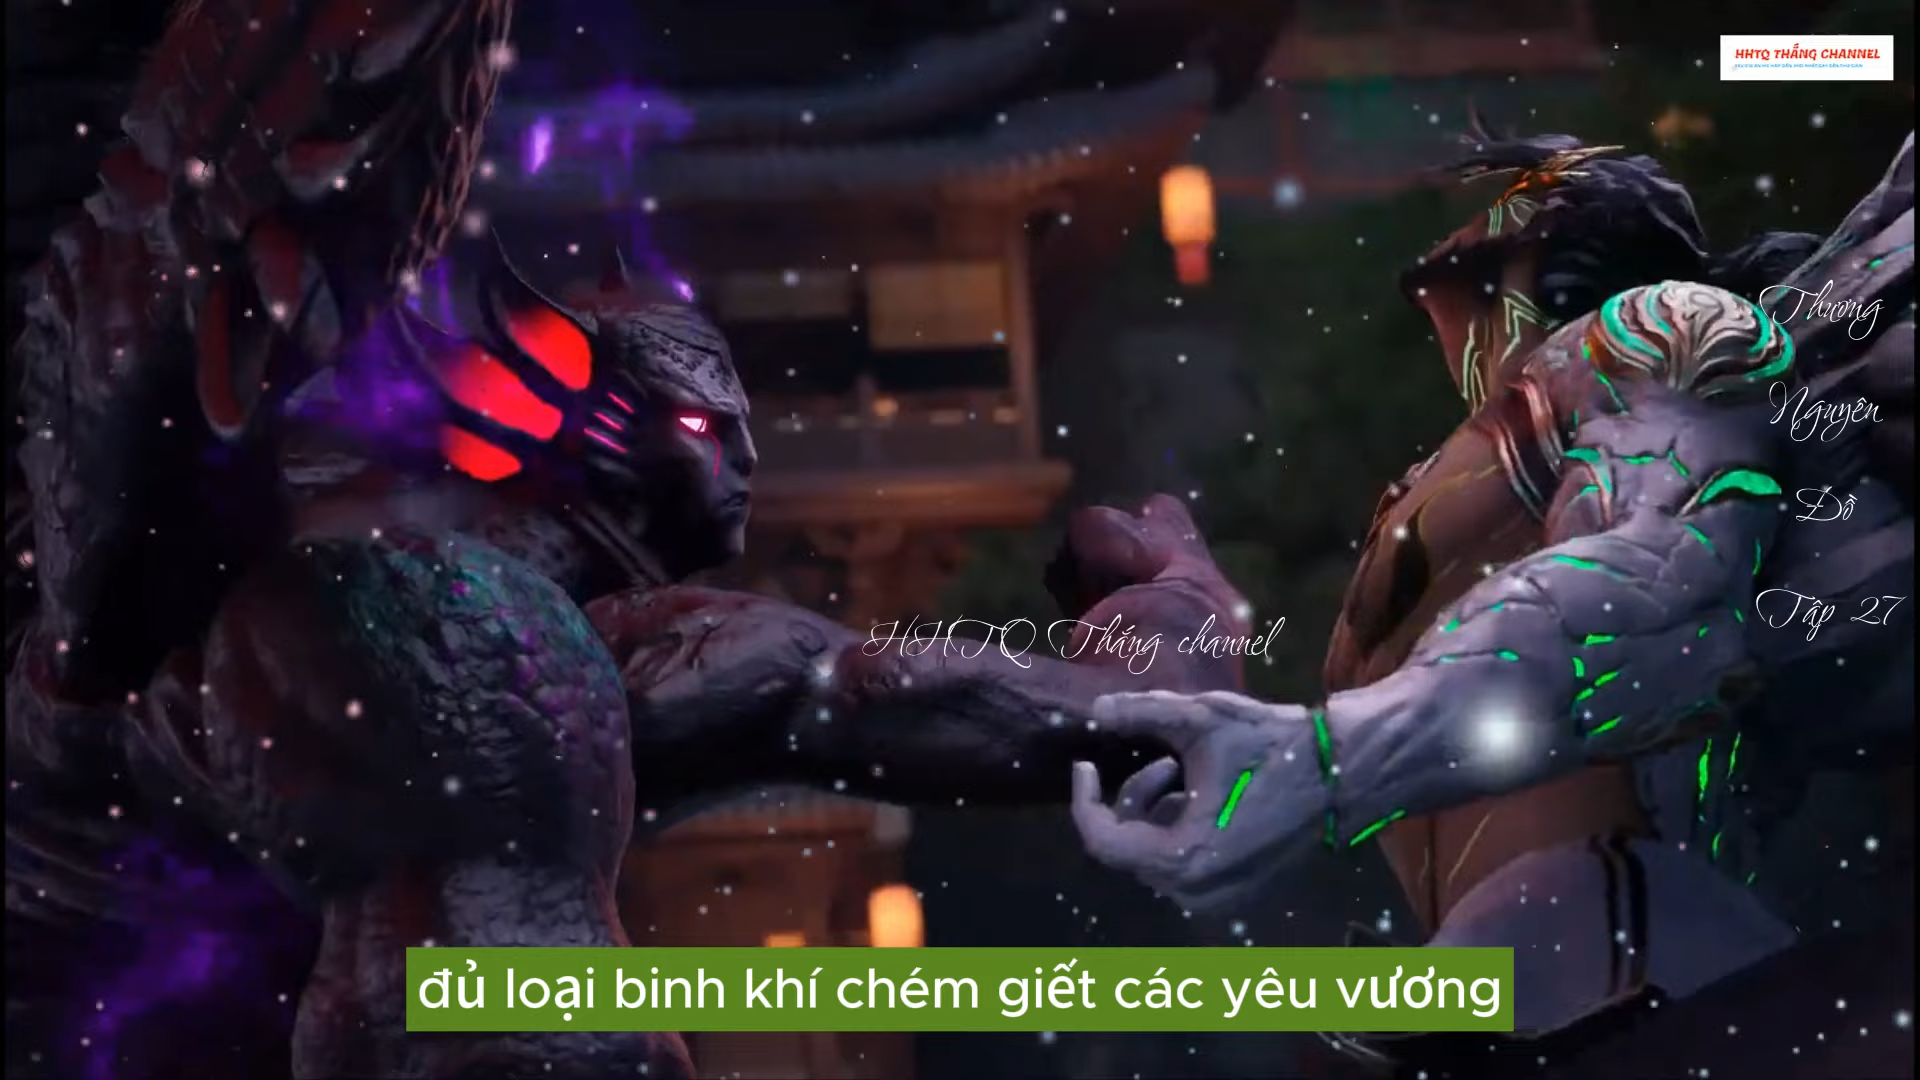 HHTQ THẮNG CHANNEL
Thương
Nguyên
Đồ
Tập 27
HHTQ Thắng channel
đủ loại binh khí chém giết các yêu vương